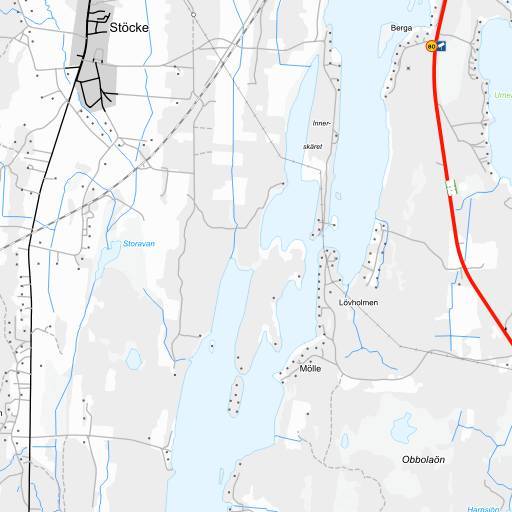 Stöcke
Berga
80
Inner-
skäret
Storavan
Lövholmen
Mölle
Obbolaön